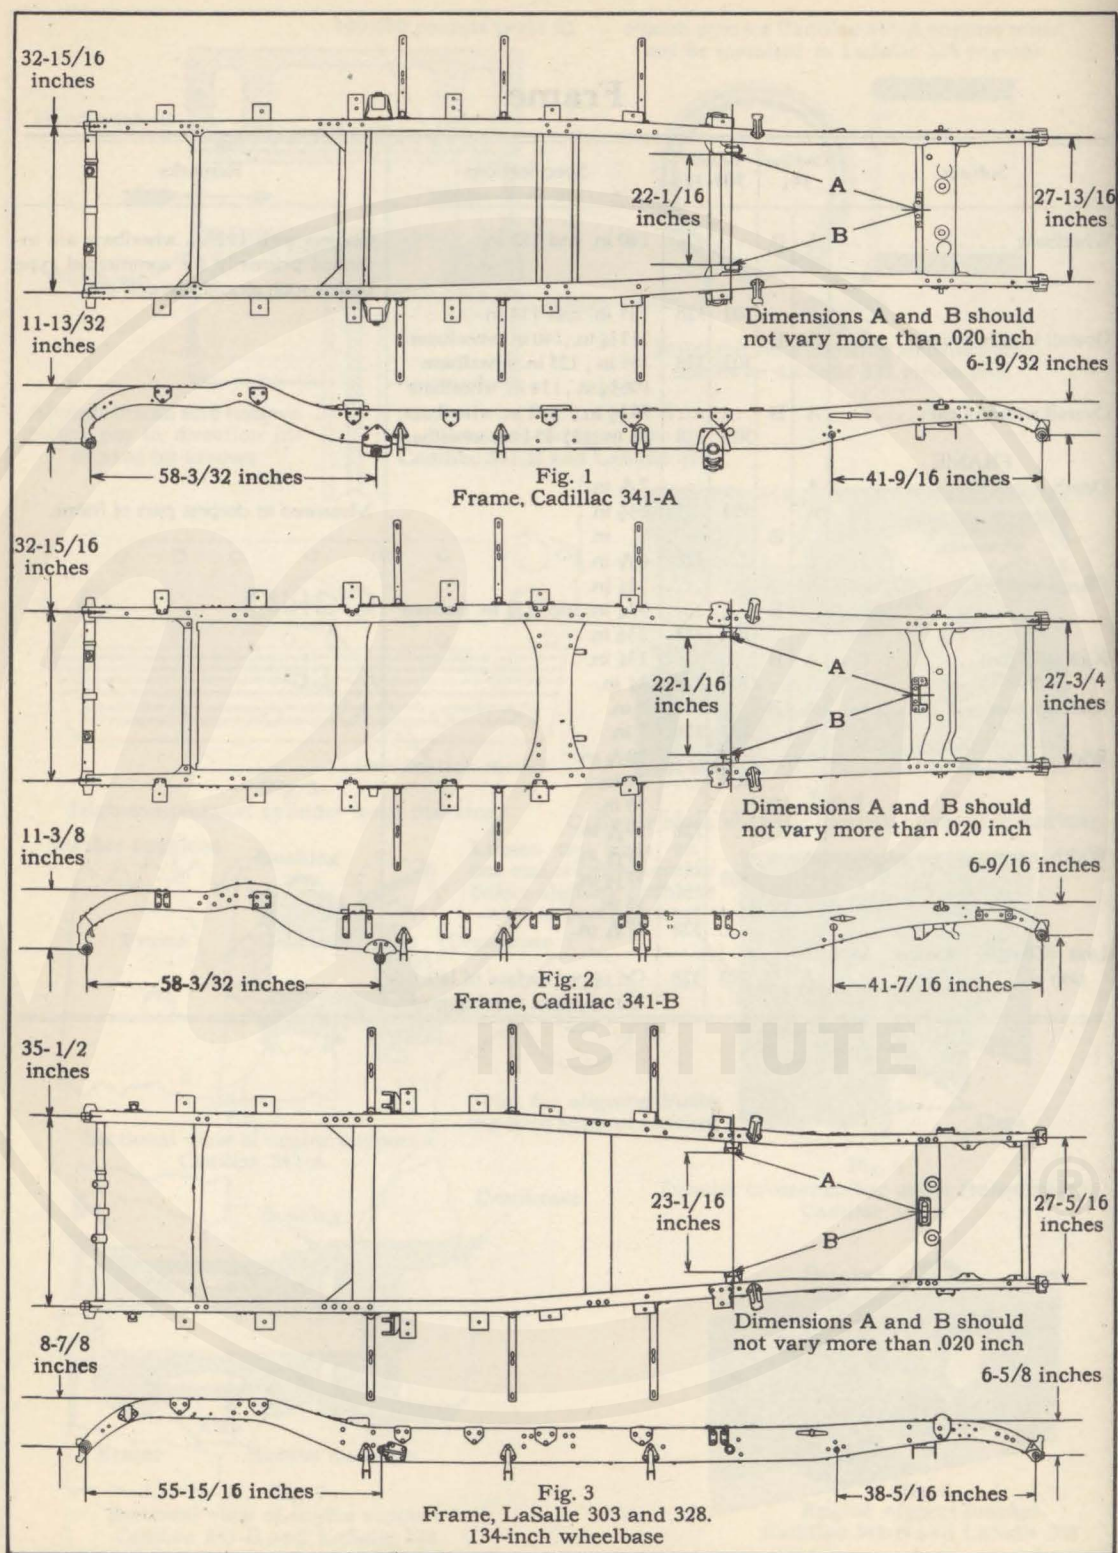 32-15/16
inches
22-1/16
inches
A
B
27-13/16
inches
Dimensions A and B should
not vary more than .020 inch
11-13/32
inches
6-19/32 inches
58-3/32 inches
41-9/16 inches
Fig. 1
Frame, Cadillac 341-A
32-15/16
inches
22-1/16
inches
A
B
27-3/4
inches
Dimensions A and B should
not vary more than .020 inch
11-3/8
inches
6-9/16 inches
58-3/32 inches
41-7/16 inches
Fig. 2
Frame, Cadillac 341-B
INSTITUTE
35-1/2
inches
23-1/16
inches
A
B
27-5/16
inches
®
Dimensions A and B should
not vary more than .020 inch
8-7/8
inches
6-5/8 inches
55-15/16 inches
38-5/16 inches
Fig. 3
Frame, LaSalle 303 and 328.
134-inch wheelbase